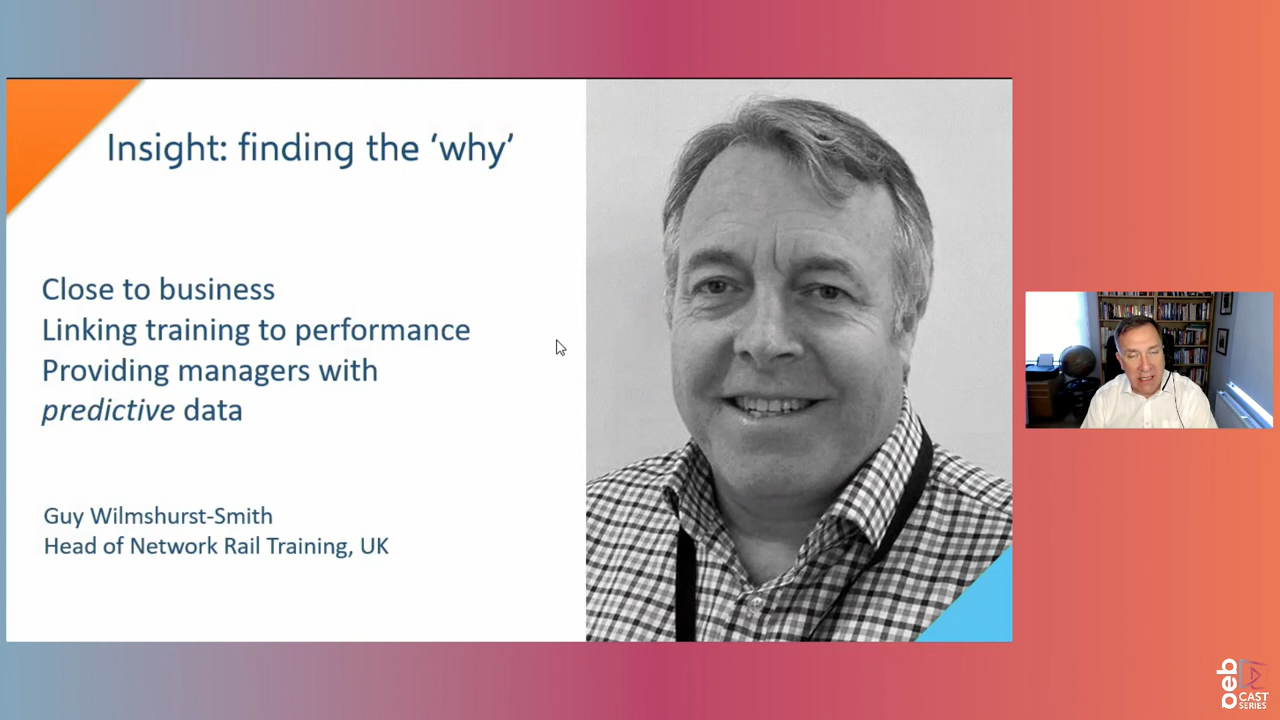 Insight: finding the ‘why’
Close to business
Linking training to performance
Providing managers with
predictive data
Guy Wilmshurst-Smith
Head of Network Rail Training, UK
oeb
CAST
SERIES